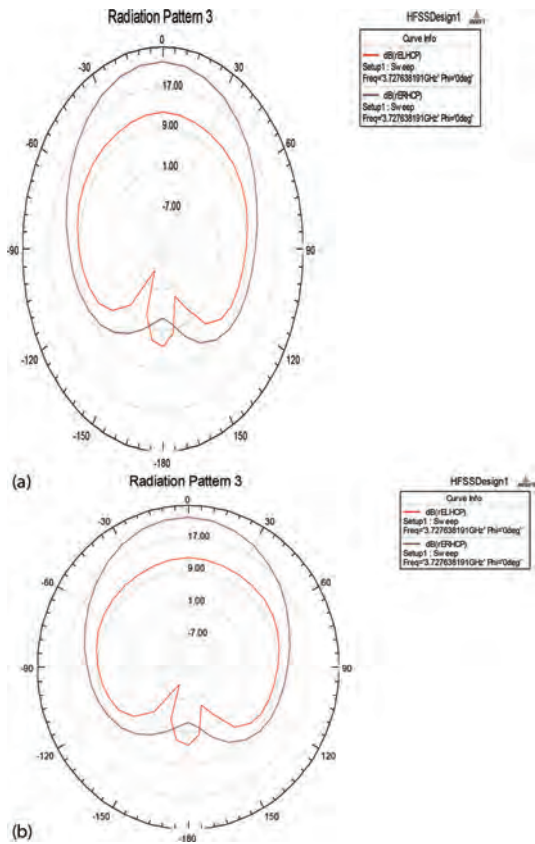 Radiation Pattern 3
HFSSDesign1
Curve Info
dB(rELHCP)
Setup1 : Sweep
Freq='3.727638191GHz' Phi='0deg'
dB(rERHCP)
Setup1 : Sweep
Freq='3.727638191GHz' Phi='0deg'
0
-30
30
17.00
-60
60
9.00
1.00
-7.00
-90
90
-120
120
-150
150
-180
(a)
Radiation Pattern 3
HFSSDesign1
Curve Info
dB(rELHCP)
Setup1 : Sweep
Freq='3.727638191GHz' Phi='0deg'
dB(rERHCP)
Setup1 : Sweep
Freq='3.727638191GHz' Phi='0deg'
0
-30
30
17.00
9.00
-60
60
1.00
-7.00
-90
90
-120
120
-150
150
-180
(b)